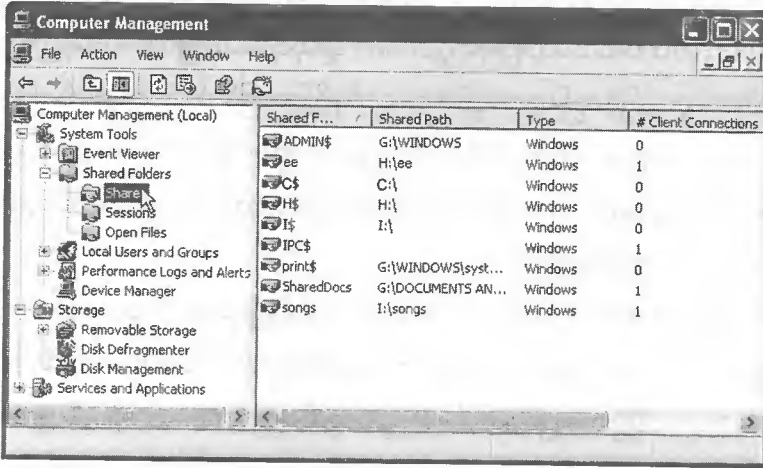 Computer Management
File Action View Window Help
Computer Management (Local)
System Tools
Event Viewer
Shared Folders
Share
Sessions
Open Files
Local Users and Groups
Performance Logs and Alerts
Device Manager
Storage
Removable Storage
Disk Defragmenter
Disk Management
Services and Applications
Shared F... Shared Path Type # Client Connections
ADMIN$ G:\WINDOWS Windows 0
ee H:\ee Windows 1
C$ C:\ Windows 0
H$ H:\ Windows 0
I$ I:\ Windows 0
IPC$ Windows 1
print$ G:\WINDOWS\syst... Windows 0
SharedDocs G:\DOCUMENTS AN... Windows 1
songs I:\songs Windows 1